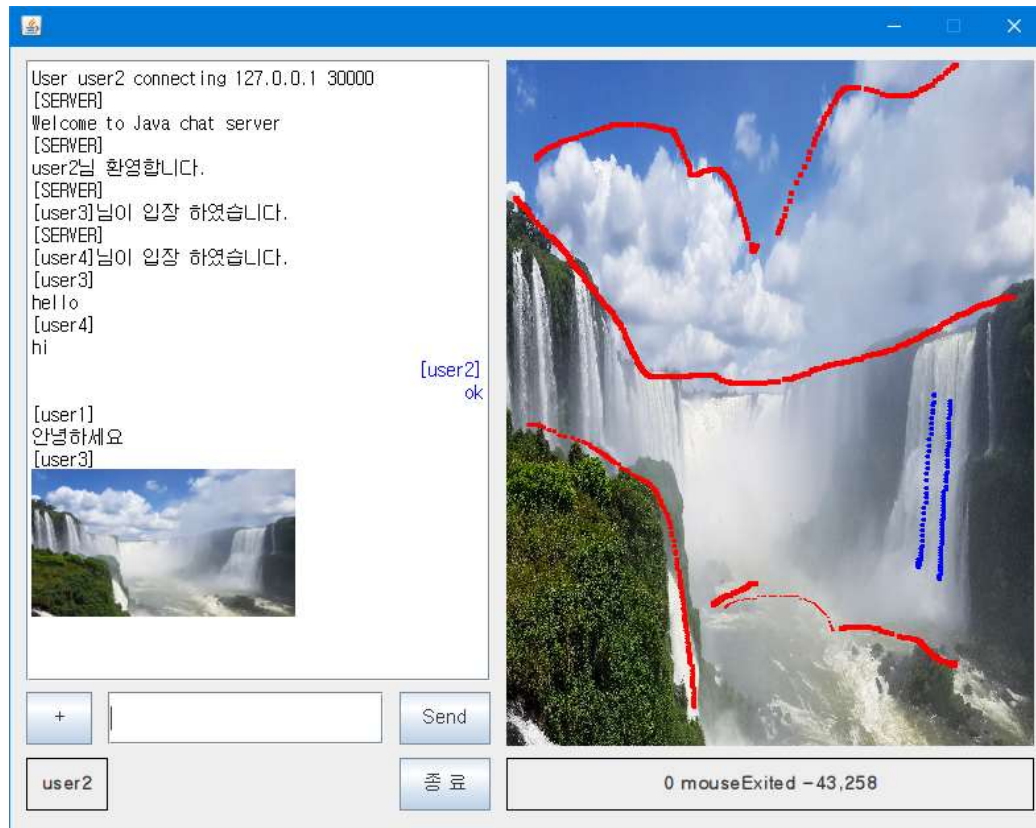 User user2 connecting 127.0.0.1 30000
[SERVER]
Welcome to Java chat server
[SERVER]
user2님 환영합니다.
[SERVER]
[user3]님이 입장 하였습니다.
[SERVER]
[user4]님이 입장 하였습니다.
[user3]
hello
[user4]
hi
[user2]
ok
[user1]
안녕하세요
[user3]
+
Send
user2
종 료
0 mouseExited -43,258